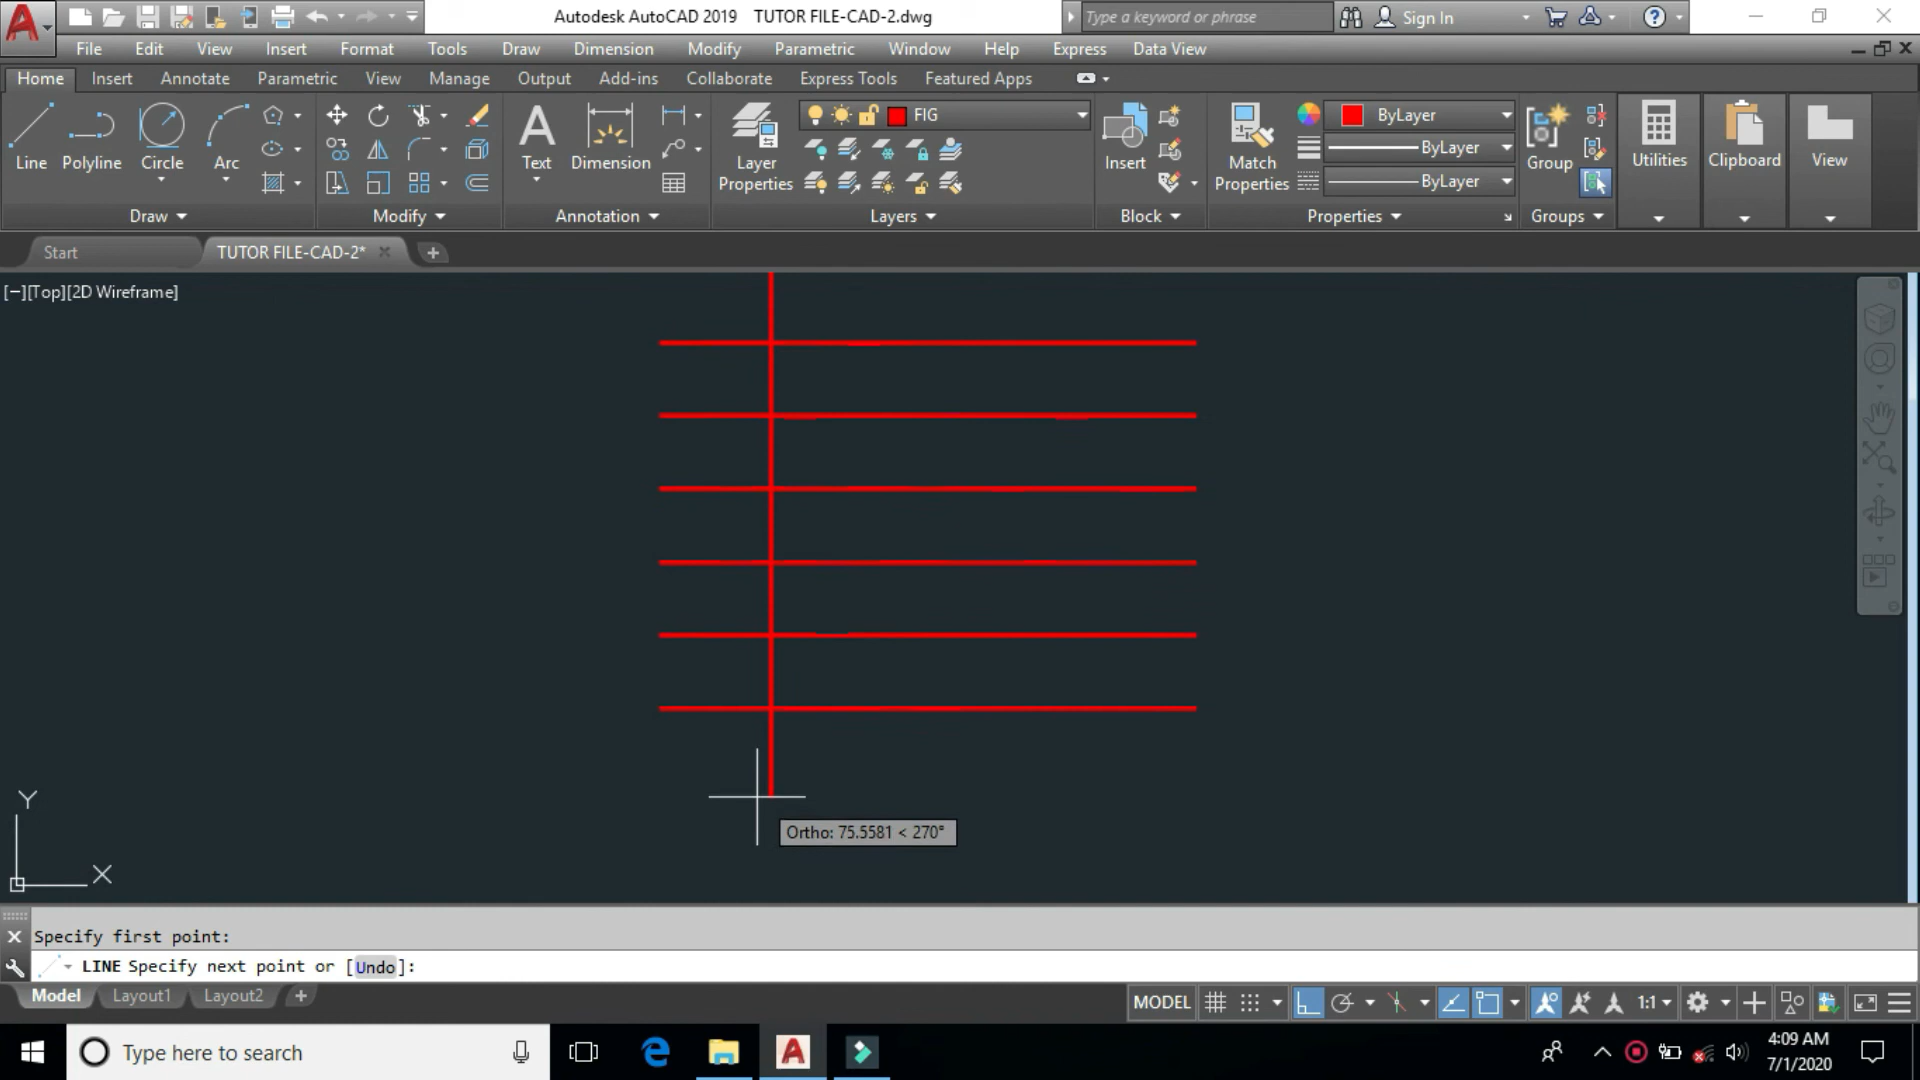 Autodesk AutoCAD 2019 TUTOR FILE-CAD-2.dwg
Type a keyword or phrase
Sign In
File Edit View Insert Format Tools Draw Dimension Modify Parametric Window Help Express Data View
Home Insert Annotate Parametric View Manage Output Add-ins Collaborate Express Tools Featured Apps
FIG
ByLayer
Line Polyline Circle Arc
Text Dimension
Layer
Properties
Insert
Match
Properties
ByLayer
ByLayer
Group
Utilities Clipboard View
Draw Modify Annotation Layers Block Properties Groups
Start TUTOR FILE-CAD-2*
[−][Top][2D Wireframe]
Ortho: 75.5581 < 270°
Y
X
Specify first point:
LINE Specify next point or [Undo]:
Model Layout1 Layout2
MODEL
1:1
Type here to search
4:09 AM
7/1/2020